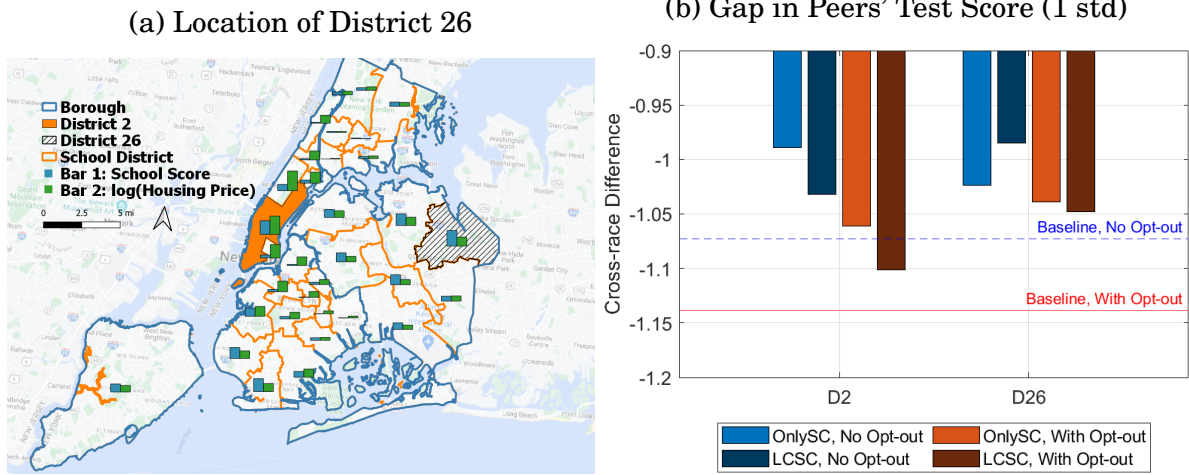 (a) Location of District 26
(b) Gap in Peers' Test Score (1 std)
Borough
District 2
District 26
School District
Bar 1: School Score
Bar 2: log(Housing Price)
0 2.5 5 mi
Cross-race Difference
-0.9
-0.95
-1
-1.05
-1.1
-1.15
-1.2
Baseline, No Opt-out
Baseline, With Opt-out
D2
D26
OnlySC, No Opt-out
OnlySC, With Opt-out
LCSC, No Opt-out
LCSC, With Opt-out